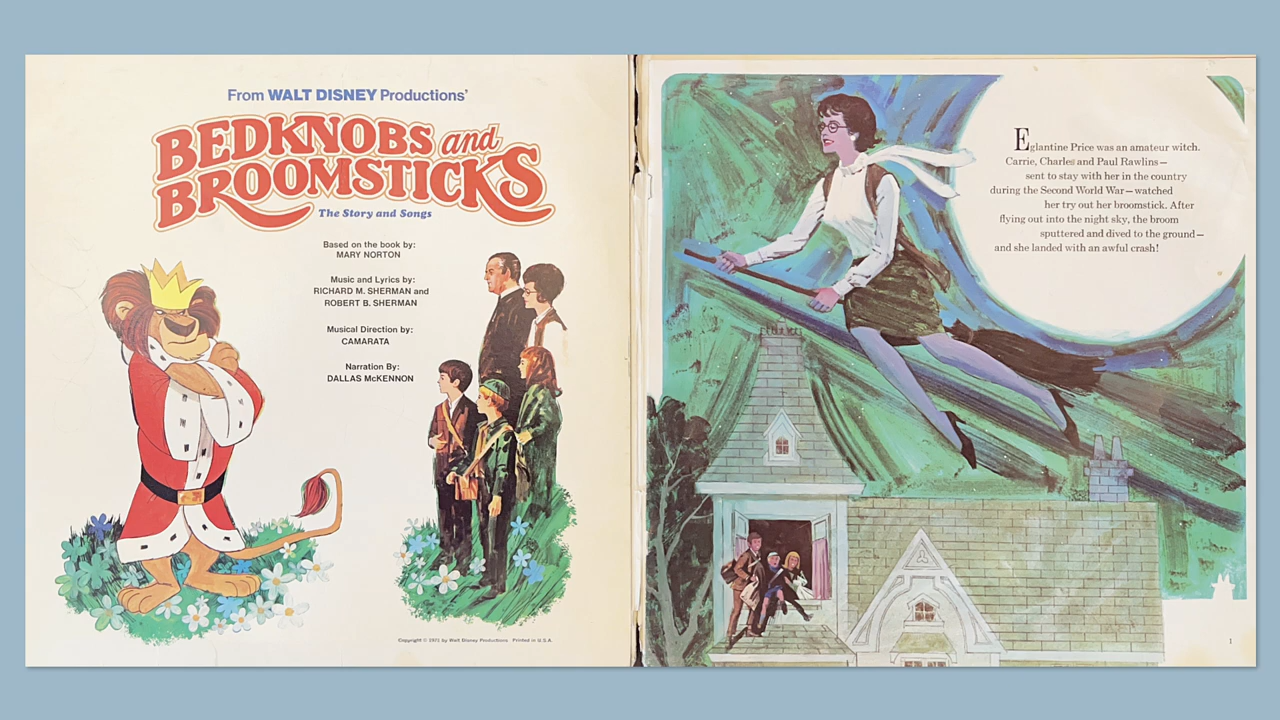 From WALT DISNEY Productions'
BEDKNOBS and
BROOMSTICKS
The Story and Songs
Based on the book by:
MARY NORTON
Music and Lyrics by:
RICHARD M. SHERMAN and
ROBERT B. SHERMAN
Musical Direction by:
CAMARATA
Narration By:
DALLAS McKENNON
Copyright © 1971 by Walt Disney Productions Printed in U.S.A.
Eglantine Price was an amateur witch.
Carrie, Charles and Paul Rawlins—
sent to stay with her in the country
during the Second World War—watched
her try out her broomstick. After
flying out into the night sky, the broom
sputtered and dived to the ground—
and she landed with an awful crash!
1